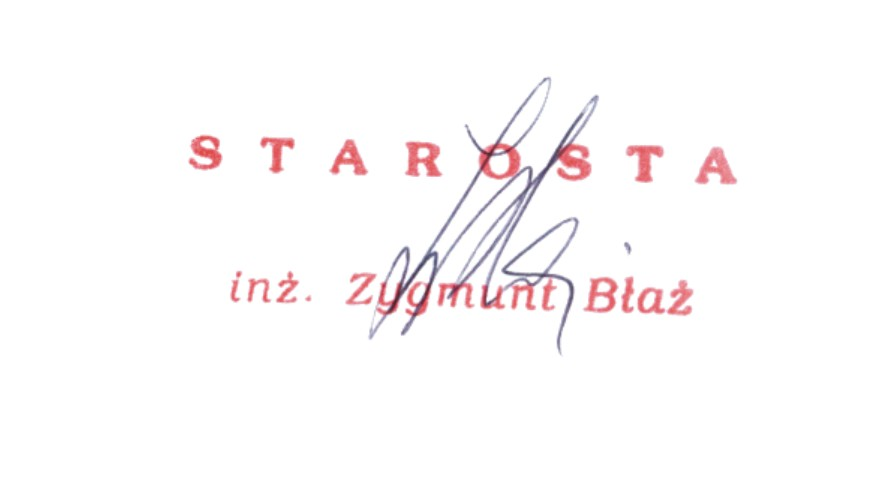 STAROSTA
inż. Zygmunt Błaż